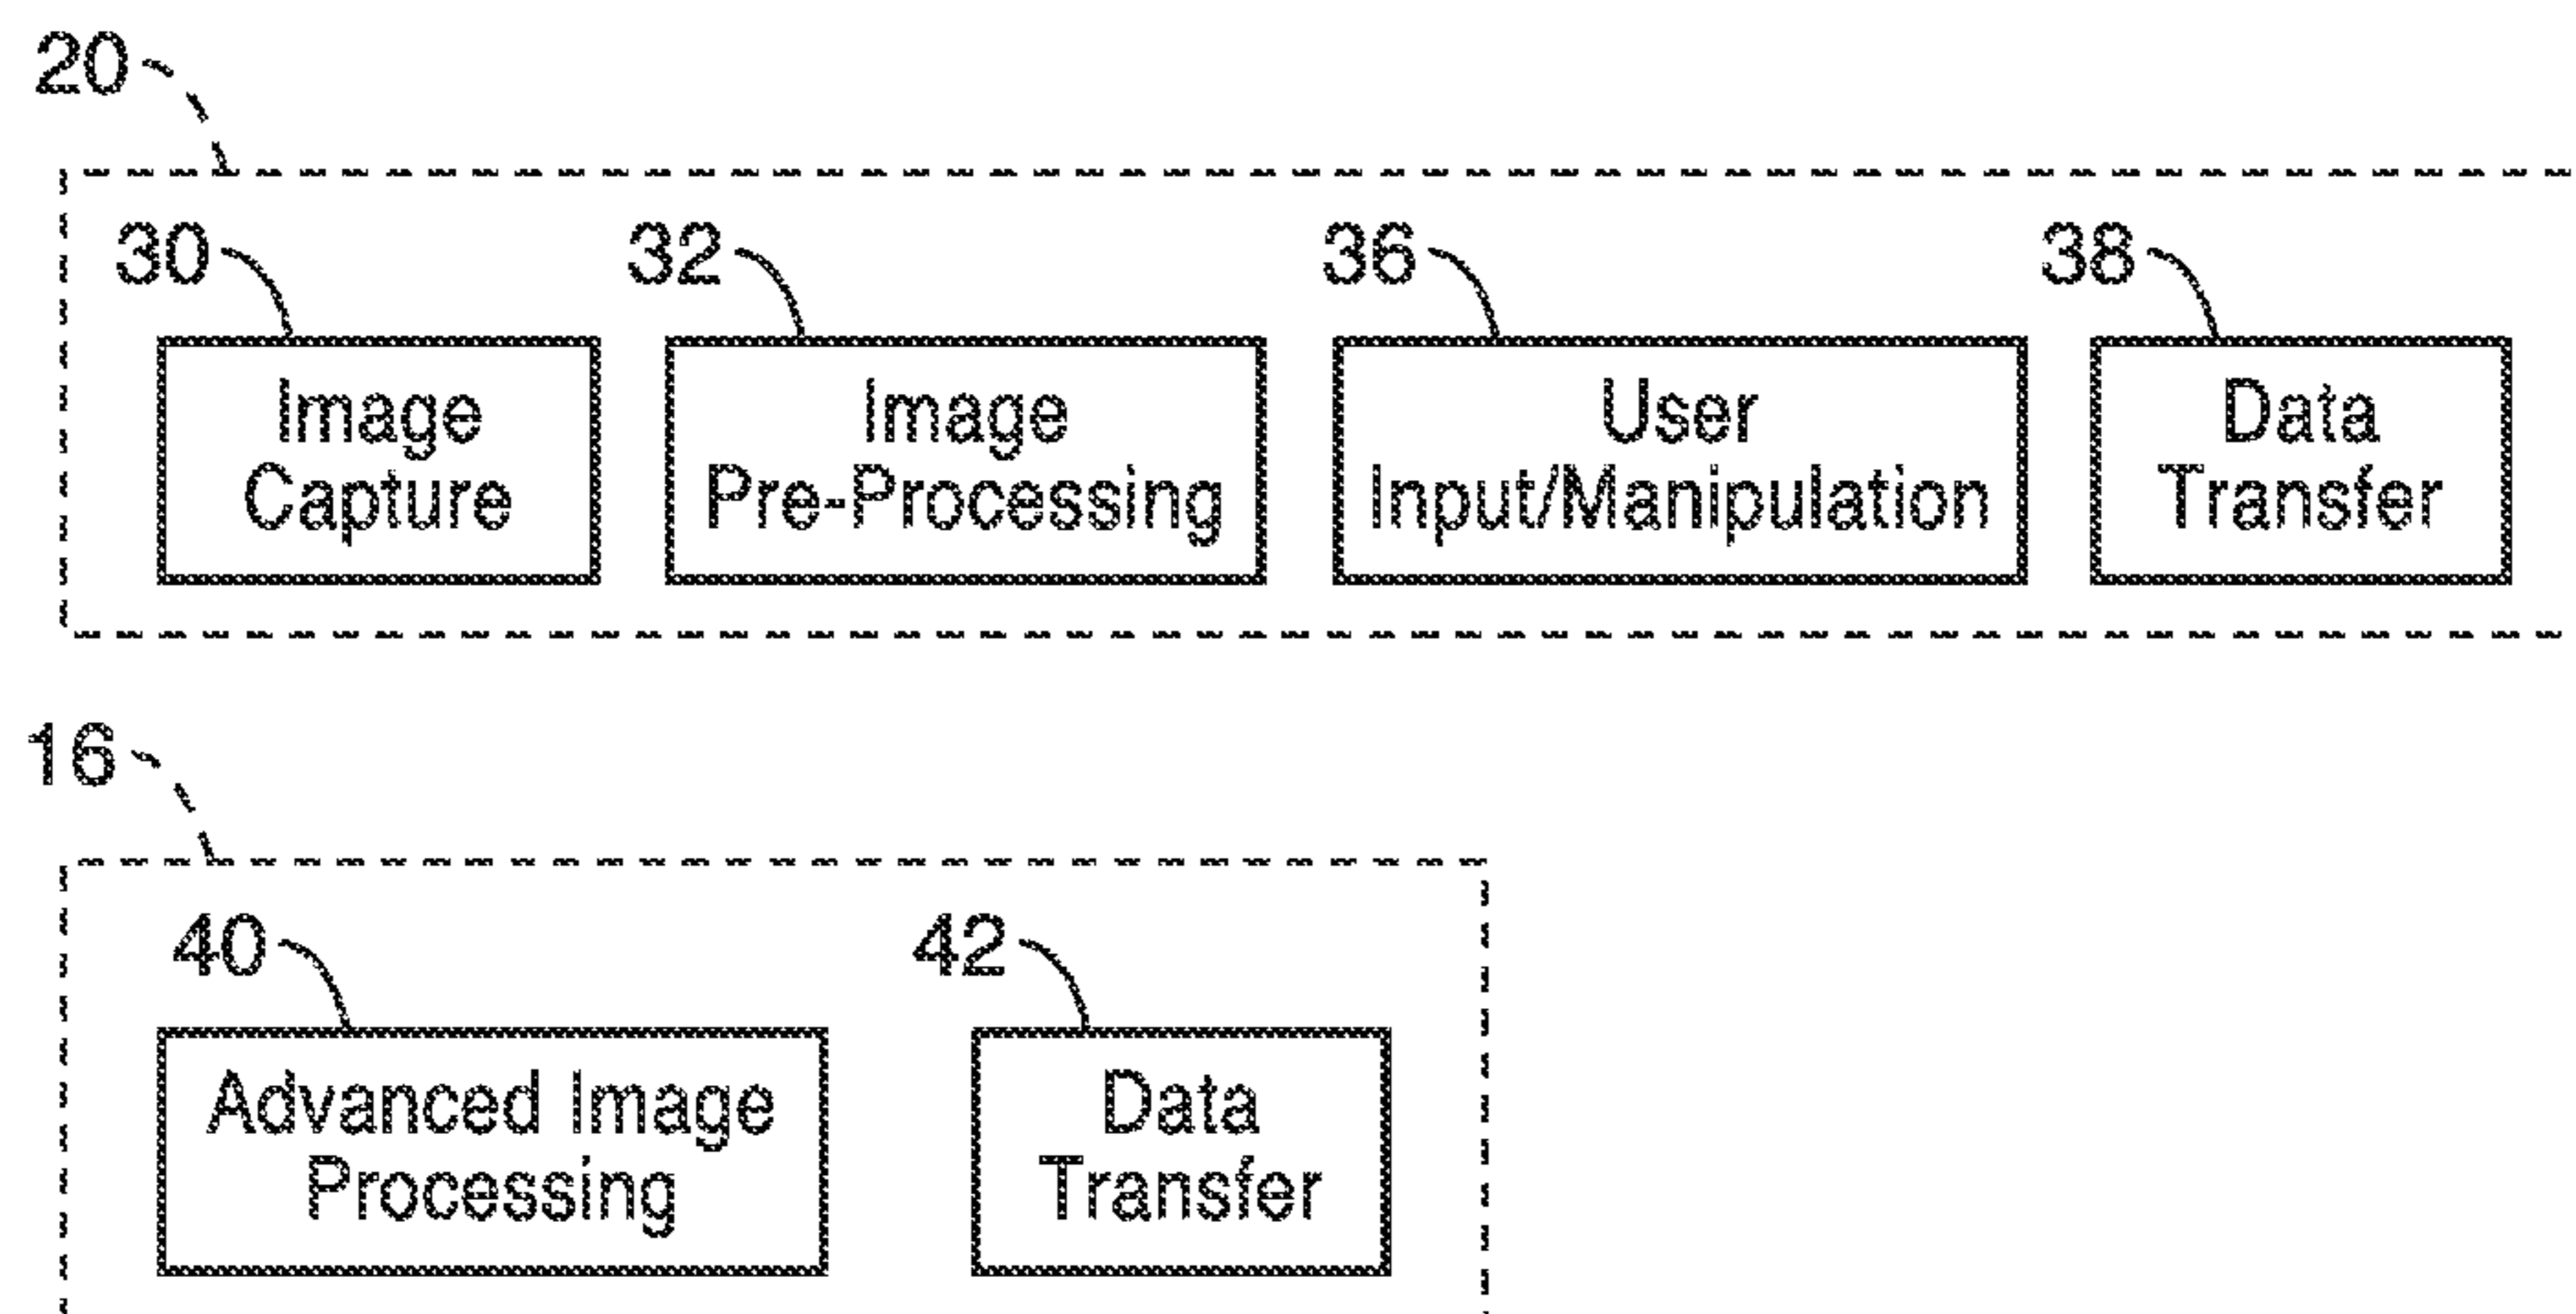 20
30
32
36
38
Image
Capture
Image
Pre-Processing
User
Input/Manipulation
Data
Transfer
16
40
42
Advanced Image
Processing
Data
Transfer